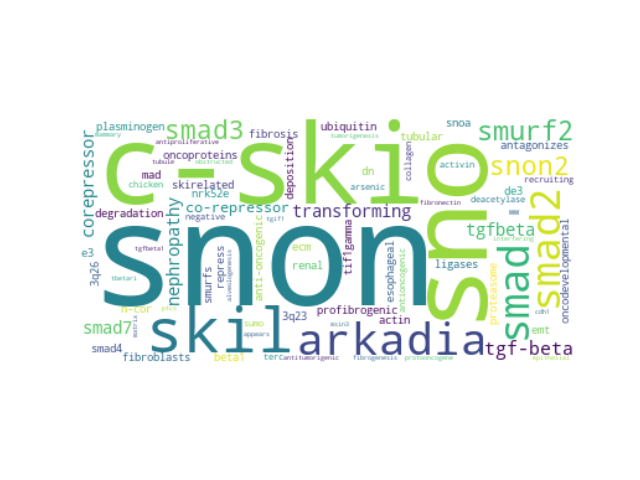 plasminogen
summary
smad3
antiproliferative
fibrosis
ubiquitin
tumorigenesis
tubular
snoa
smurf2
antagonizes
oncoproteins
tubule
obstructed
mad
chicken
skirelated
nrk52e
c-ski
deposition
dn
arsenic
collagen
activin
snon2
recruiting
corepressor
degradation
co-repressor
negative
tgif1
transforming
fibronectin
sno
de3
deacetylase
tgfbeta
interfering
smad2
oncodevelopmental
e3
3q26
tgfbeta1
nephropathy
snon
smurfs
repress
alveologenesis
anti-oncogenic
ecm
renal
tif1gamma
esophageal
antioncogenic
ligases
proteasome
smad
cdh1
n-cor
smad7
smad4
skil
sumo
appears
3q23
profibrogenic
actin
msin3
arkadia
emt
tgf-beta
fibroblasts
beta1
ter
antitumorigenic
fibrogenesis
protooncogene
epithelial